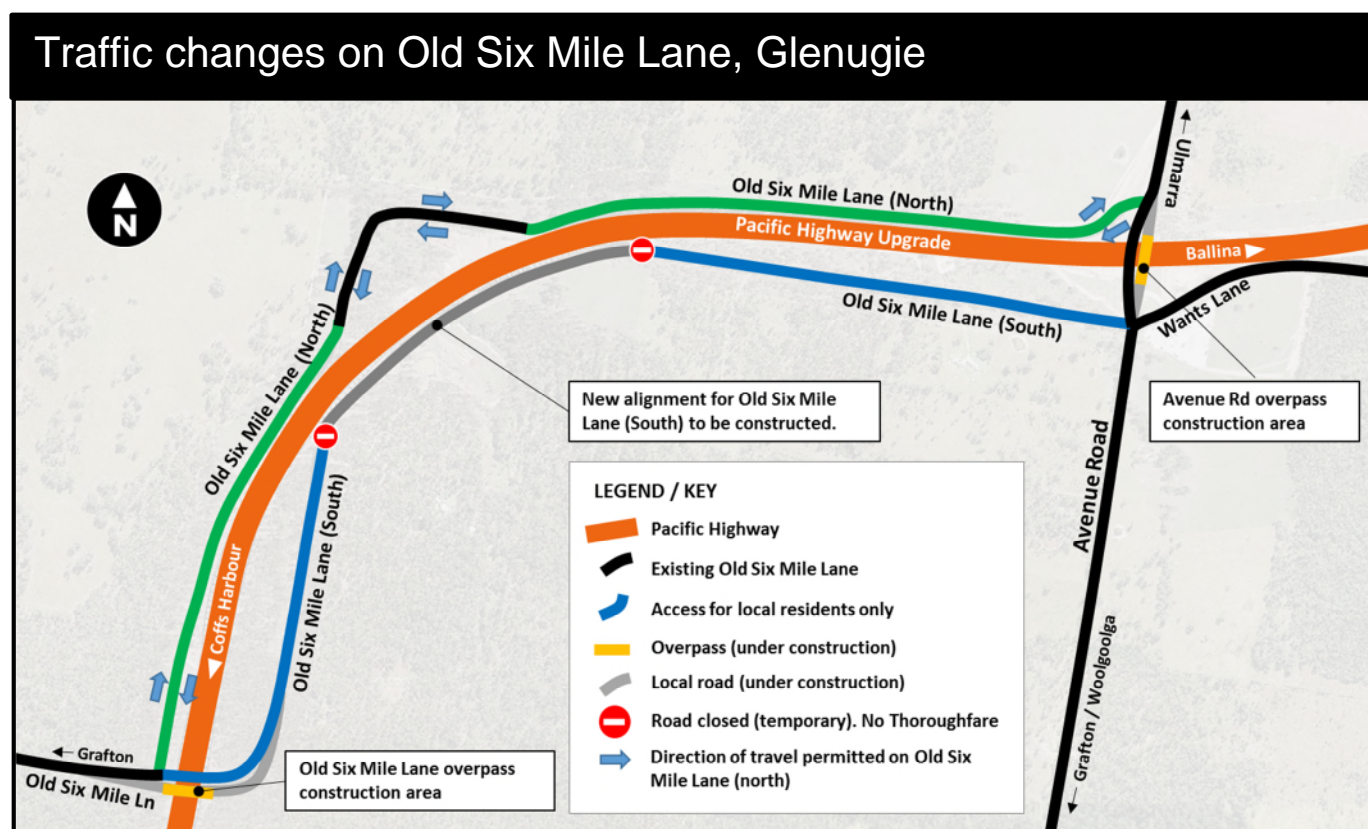 Traffic changes on Old Six Mile Lane, Glenugie
N
Ulmarra
Old Six Mile Lane (North)
Pacific Highway Upgrade
Ballina
Old Six Mile Lane (South)
Wants Lane
Old Six Mile Lane (North)
New alignment for Old Six Mile
Lane (South) to be constructed.
Avenue Rd overpass
construction area
Avenue Road
Coffs Harbour
Old Six Mile Lane (South)
Grafton / Woolgoolga
LEGEND / KEY
Pacific Highway
Existing Old Six Mile Lane
Access for local residents only
Overpass (under construction)
Local road (under construction)
Road closed (temporary). No Thoroughfare
Direction of travel permitted on Old Six
Mile Lane (north)
Grafton
Old Six Mile Ln
Old Six Mile Lane overpass
construction area